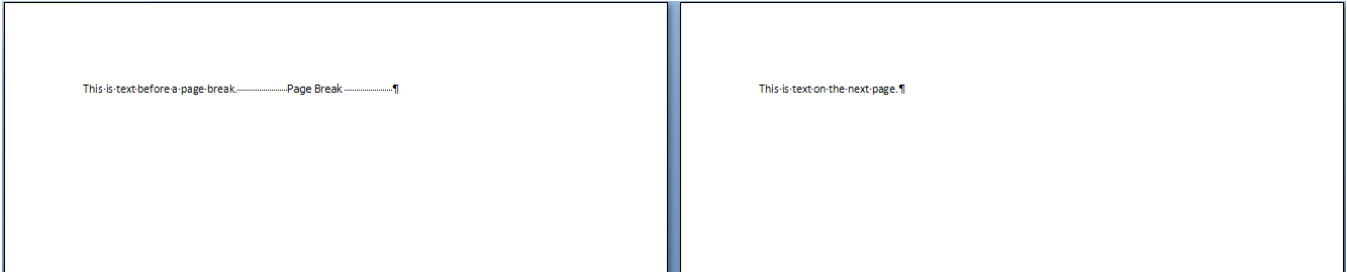 This is text before a page break. Page Break ¶
This is text on the next page.¶